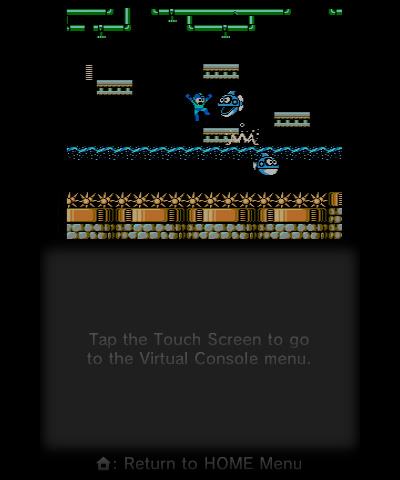 Tap the Touch Screen to go
to the Virtual Console menu.
: Return to HOME Menu